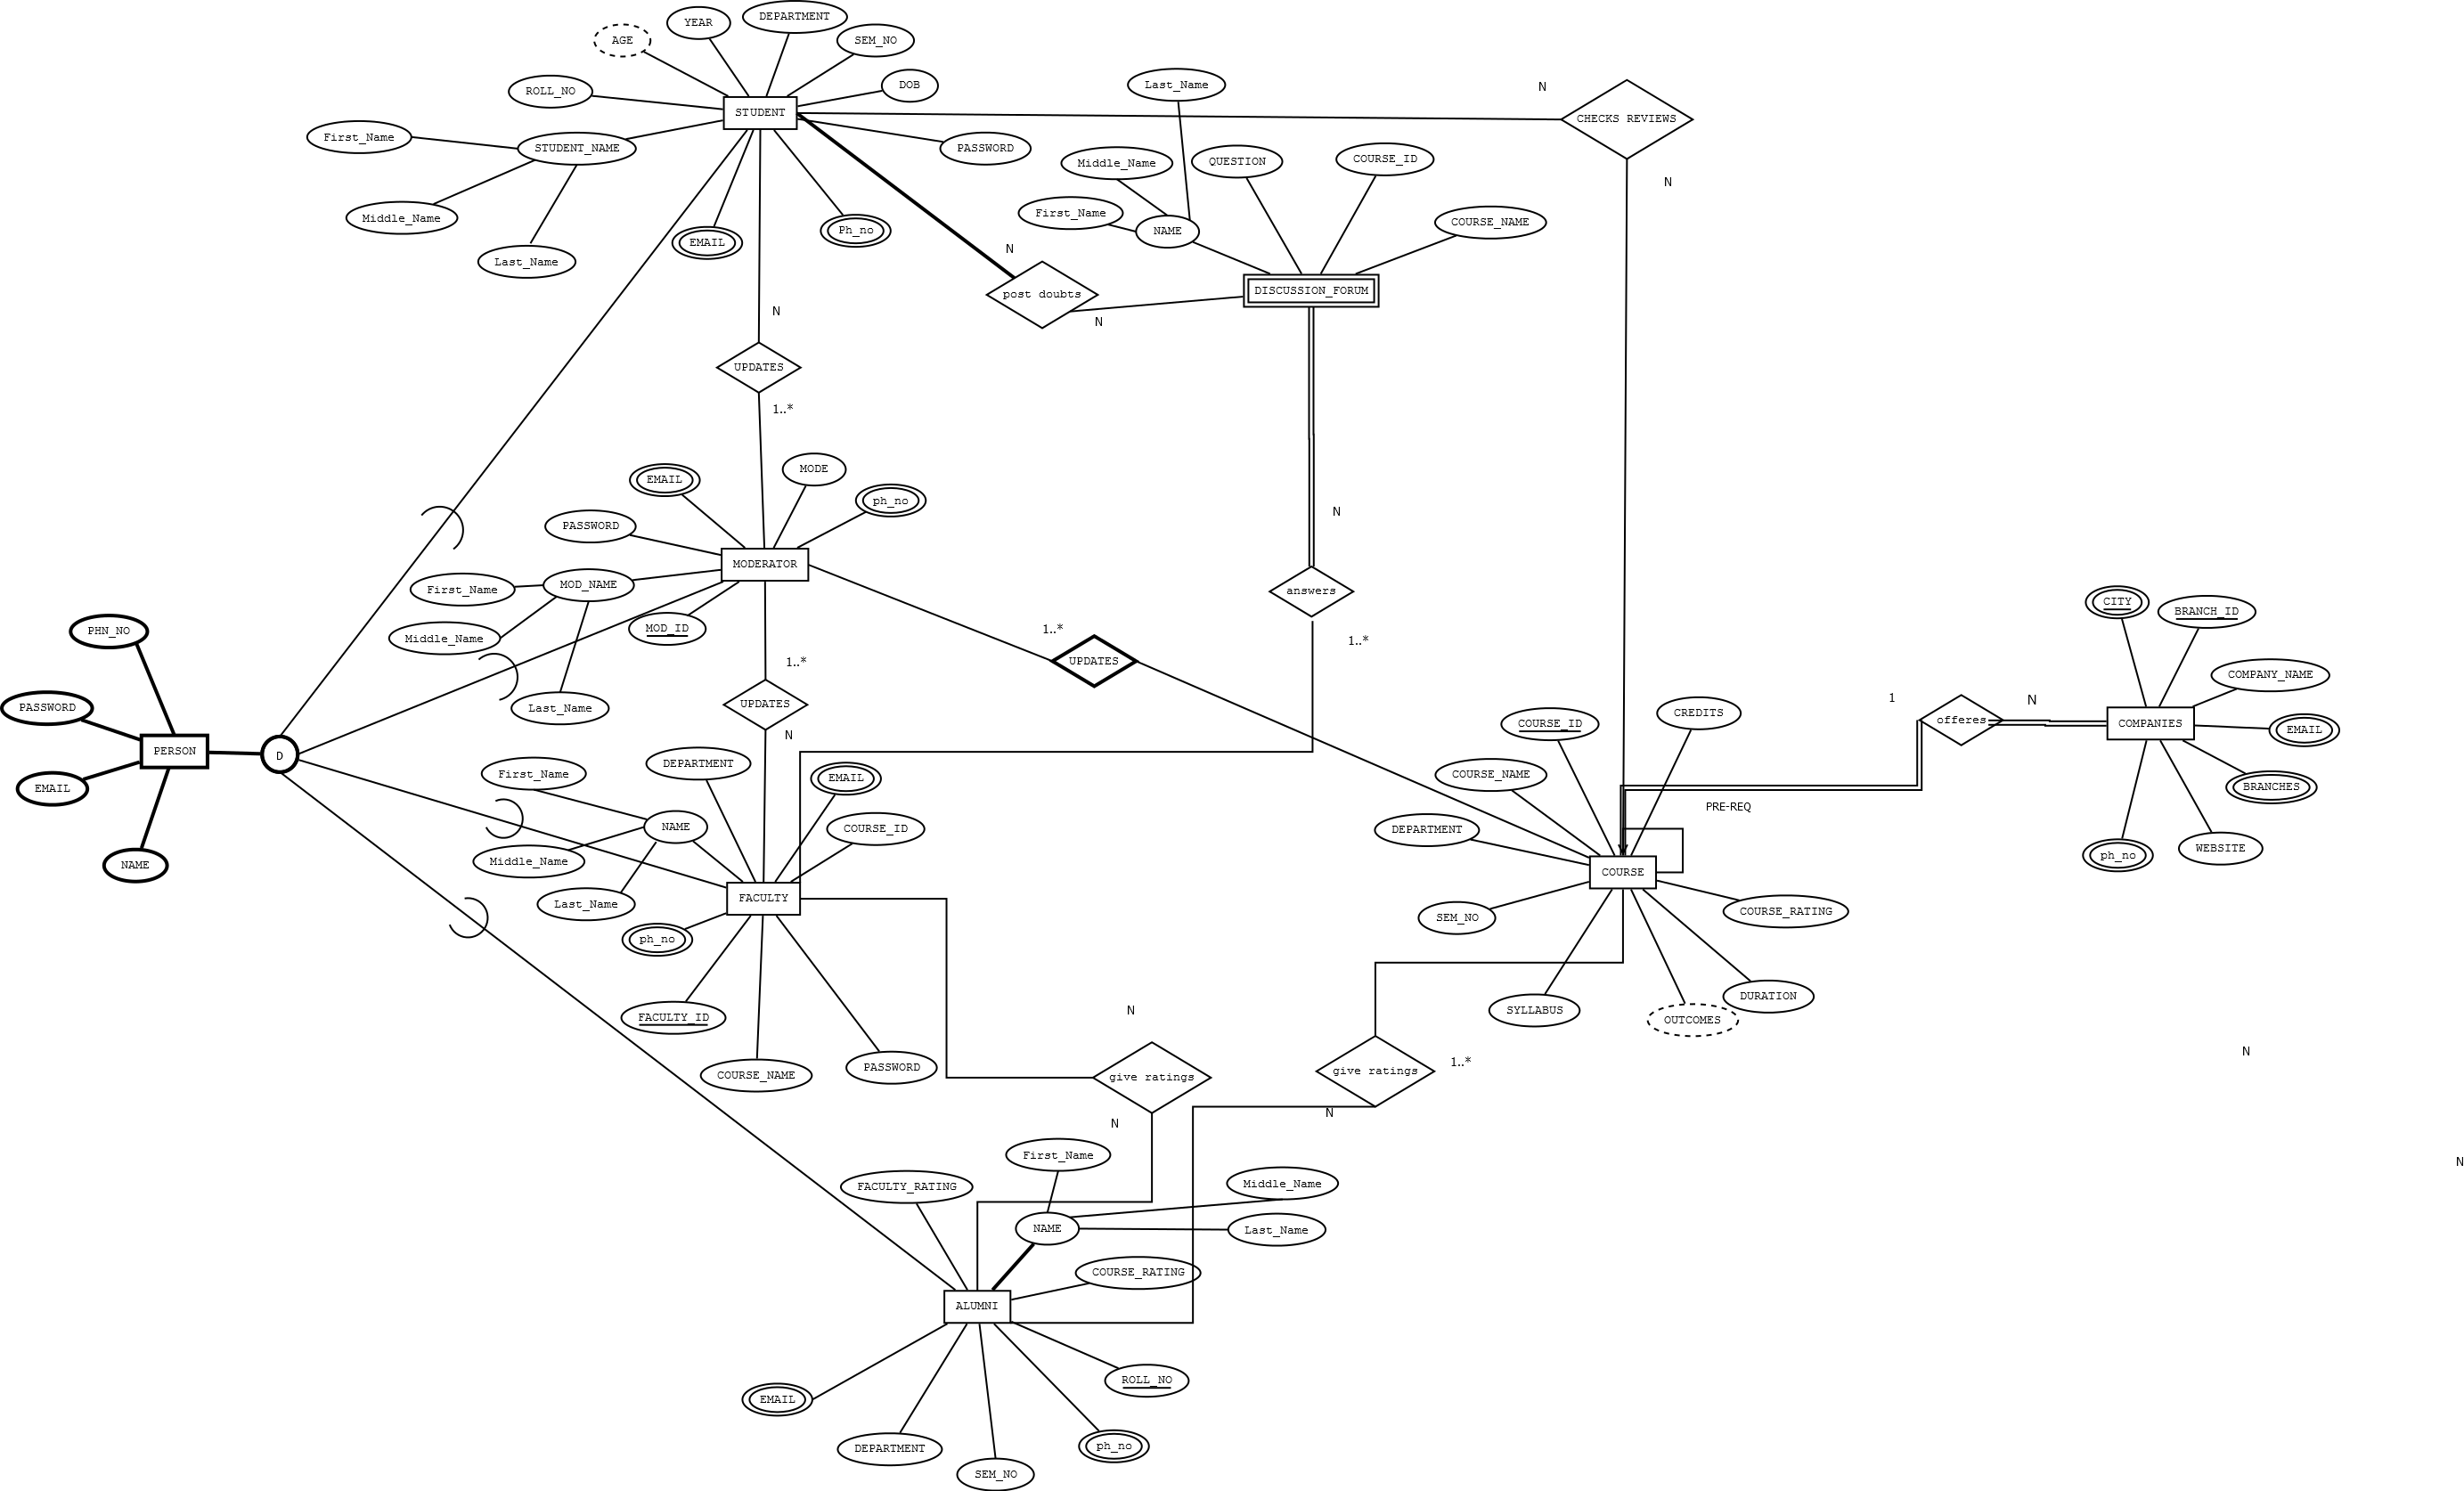 YEAR
DEPARTMENT
AGE
SEM_NO
ROLL_NO
DOB
STUDENT
First_Name
STUDENT_NAME
PASSWORD
Middle_Name
Last_Name
EMAIL
Ph_no
N
CHECKS REVIEWS
N
Last_Name
Middle_Name
QUESTION
COURSE_ID
First_Name
NAME
COURSE_NAME
N
post doubts
N
DISCUSSION_FORUM
N
UPDATES
1..*
EMAIL
MODE
ph_no
PASSWORD
MODERATOR
First_Name
MOD_NAME
Middle_Name
MOD_ID
Last_Name
N
answers
1..*
1..*
UPDATES
1..*
UPDATES
N
PHN_NO
PASSWORD
PERSON
D
EMAIL
NAME
First_Name
DEPARTMENT
EMAIL
NAME
COURSE_ID
Middle_Name
Last_Name
FACULTY
ph_no
FACULTY_ID
COURSE_NAME
PASSWORD
COURSE_ID
CREDITS
COURSE_NAME
PRE-REQ
DEPARTMENT
COURSE
SEM_NO
COURSE_RATING
SYLLABUS
OUTCOMES
DURATION
1
offeres
N
CITY
BRANCH_ID
COMPANY_NAME
COMPANIES
EMAIL
BRANCHES
ph_no
WEBSITE
N
N
N
give ratings
N
give ratings
1..*
N
First_Name
FACULTY_RATING
Middle_Name
NAME
Last_Name
COURSE_RATING
ALUMNI
EMAIL
ROLL_NO
DEPARTMENT
ph_no
SEM_NO